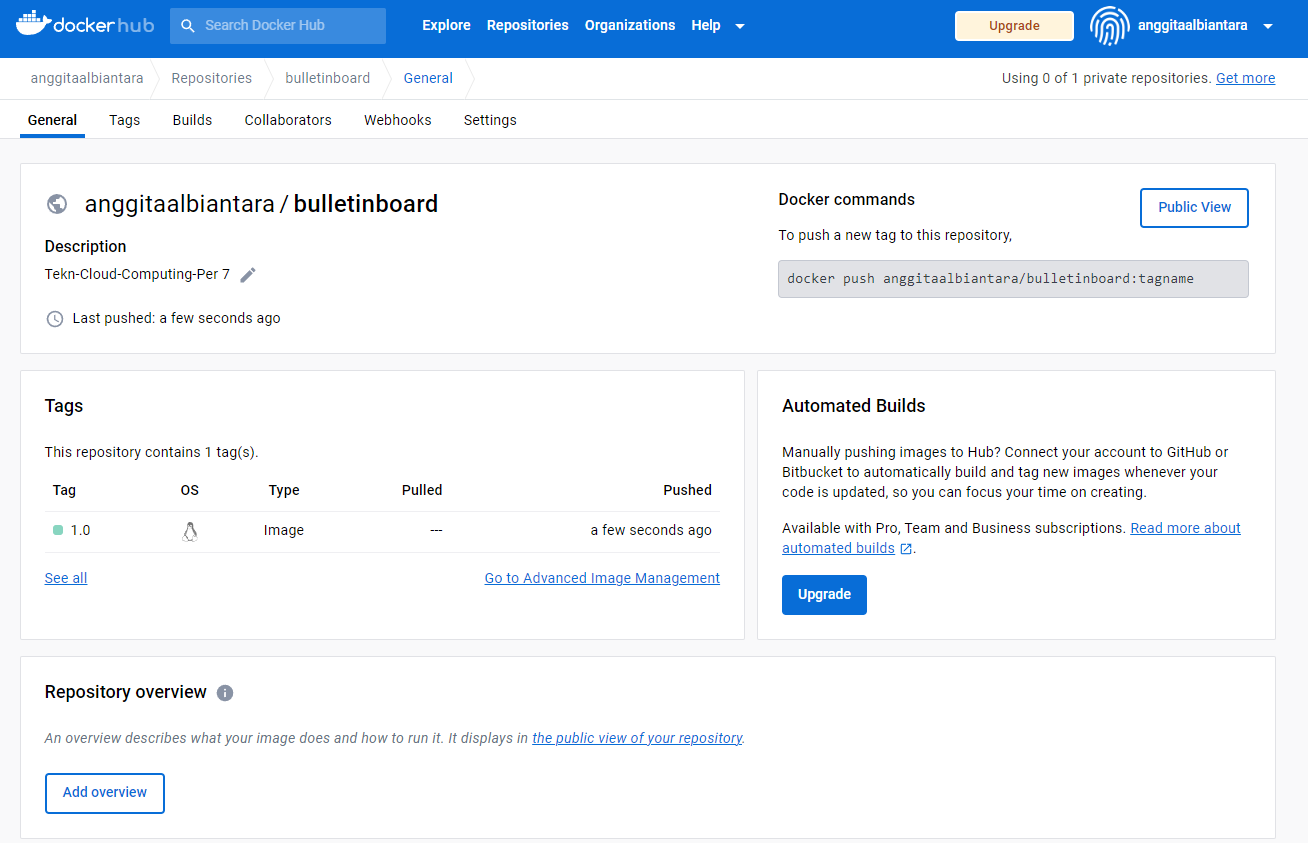 docker hub
Search Docker Hub
Explore
Repositories
Organizations
Help
Upgrade
anggitaalbiantara
anggitaalbiantara
Repositories
bulletinboard
General
Using 0 of 1 private repositories. Get more
General
Tags
Builds
Collaborators
Webhooks
Settings
anggitaalbiantara / bulletinboard
Description
Tekn-Cloud-Computing-Per 7
Last pushed: a few seconds ago
Docker commands
Public View
To push a new tag to this repository,
docker push anggitaalbiantara/bulletinboard:tagname
Tags
This repository contains 1 tag(s).
Tag OS Type Pulled Pushed
1.0 Image --- a few seconds ago
See all
Go to Advanced Image Management
Automated Builds
Manually pushing images to Hub? Connect your account to GitHub or
Bitbucket to automatically build and tag new images whenever your
code is updated, so you can focus your time on creating.
Available with Pro, Team and Business subscriptions. Read more about
automated builds .
Upgrade
Repository overview
An overview describes what your image does and how to run it. It displays in the public view of your repository.
Add overview